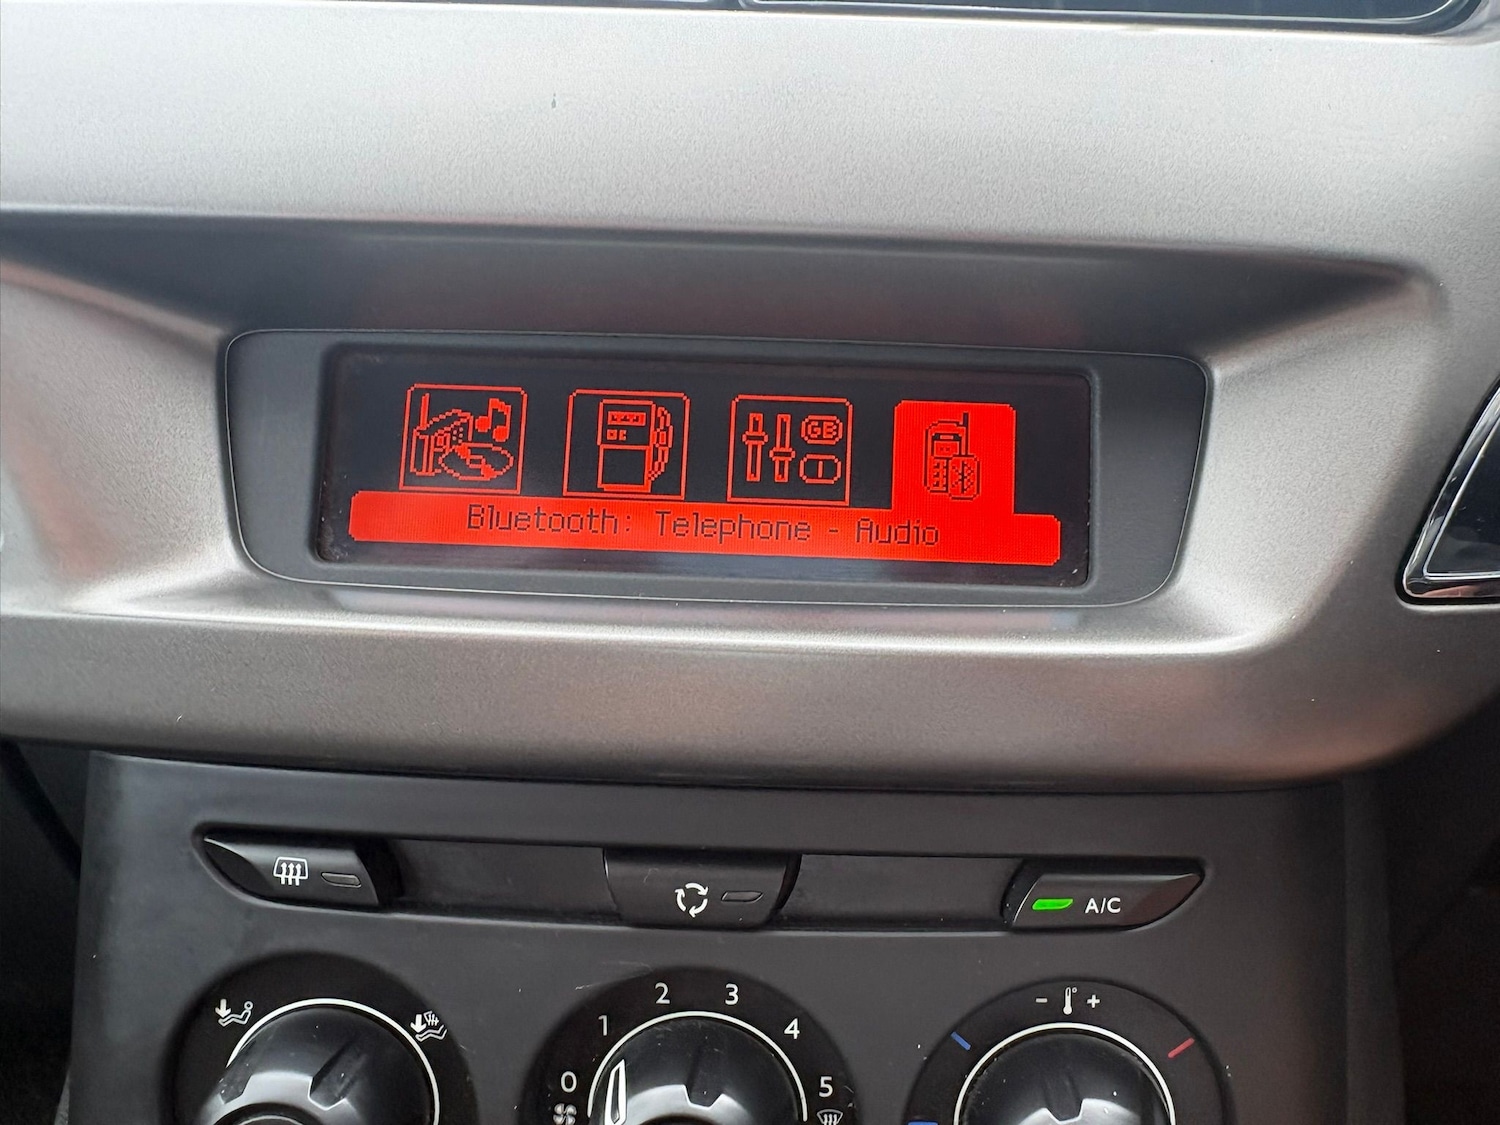 GB
I
Bluetooth: Telephone - Audio
A/C
2 3
1 4
- +
0 5